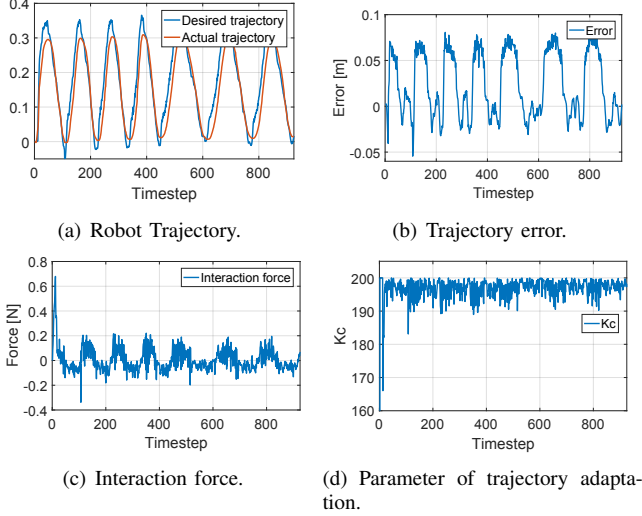 0.4
0.3
0.2
0.1
0
Desired trajectory
Actual trajectory
0 200 400 600 800
Timestep
(a) Robot Trajectory.
Error [m]
0.1
0.05
0
-0.05
Error
0 200 400 600 800
Timestep
(b) Trajectory error.
Force [N]
0.8
0.6
0.4
0.2
0
-0.2
-0.4
Interaction force
0 200 400 600 800
Timestep
(c) Interaction force.
Kc
200
190
180
170
160
Kc
0 200 400 600 800
Timestep
(d) Parameter of trajectory adapta-
tion.